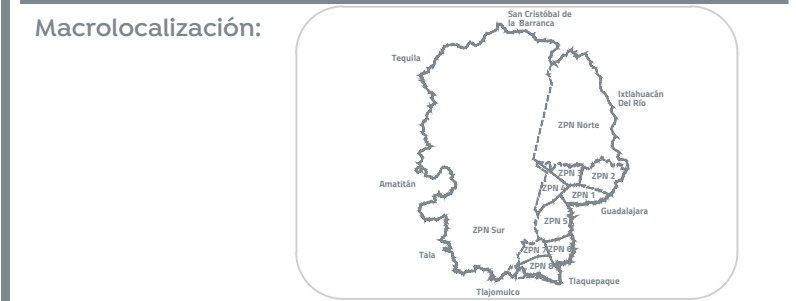 Macrolocalización:
San Cristóbal de
la Barranca
Tequila
Ixtlahuacán
Del Río
ZPN Norte
ZPN 3
ZPN 2
Amatitán
ZPN 4
ZPN 1
Guadalajara
ZPN 5
ZPN Sur
ZPN 7
ZPN 6
Tala
ZPN 8
Tlaquepaque
Tlajomulco